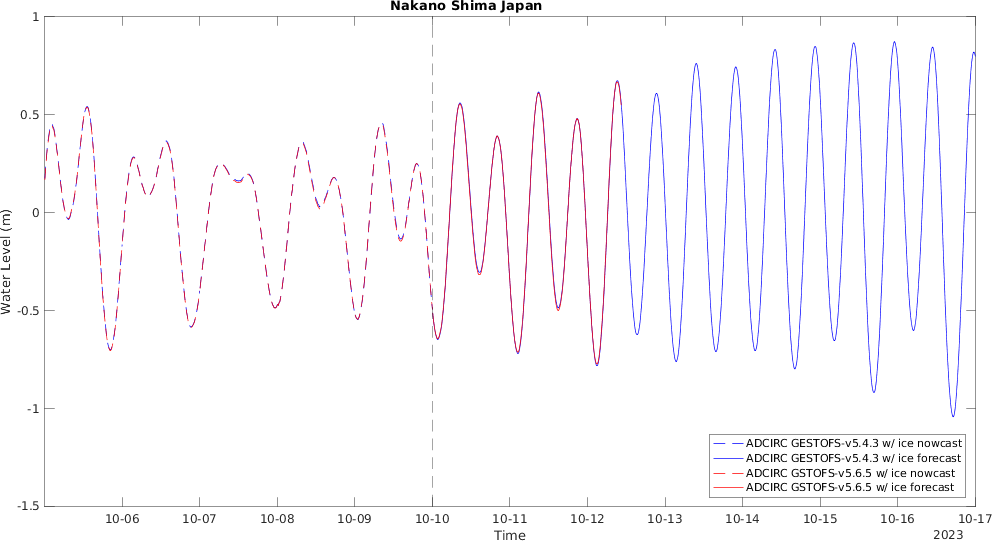 Nakano Shima Japan
1
0.5
0
-0.5
-1
-1.5
Water Level (m)
10-06 10-07 10-08 10-09 10-10 10-11 10-12 10-13 10-14 10-15 10-16 10-17
Time
2023
ADCIRC GESTOFS-v5.4.3 w/ ice nowcast
ADCIRC GESTOFS-v5.4.3 w/ ice forecast
ADCIRC GSTOFS-v5.6.5 w/ ice nowcast
ADCIRC GSTOFS-v5.6.5 w/ ice forecast